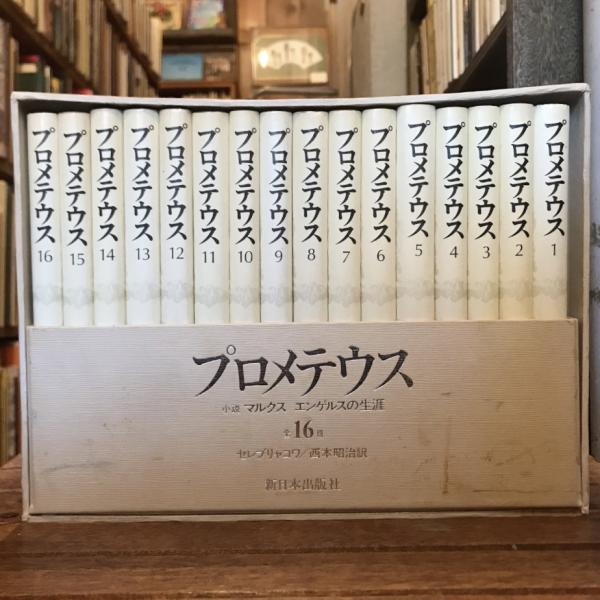 プロメテウス 16
プロメテウス 15
プロメテウス 14
プロメテウス 13
プロメテウス 12
プロメテウス 11
プロメテウス 10
プロメテウス 9
プロメテウス 8
プロメテウス 7
プロメテウス 6
プロメテウス 5
プロメテウス 4
プロメテウス 3
プロメテウス 2
プロメテウス 1
プロメテウス
小説 マルクス エンゲルスの生涯
全16冊
セレブリャコワ/西本昭治訳
新日本出版社